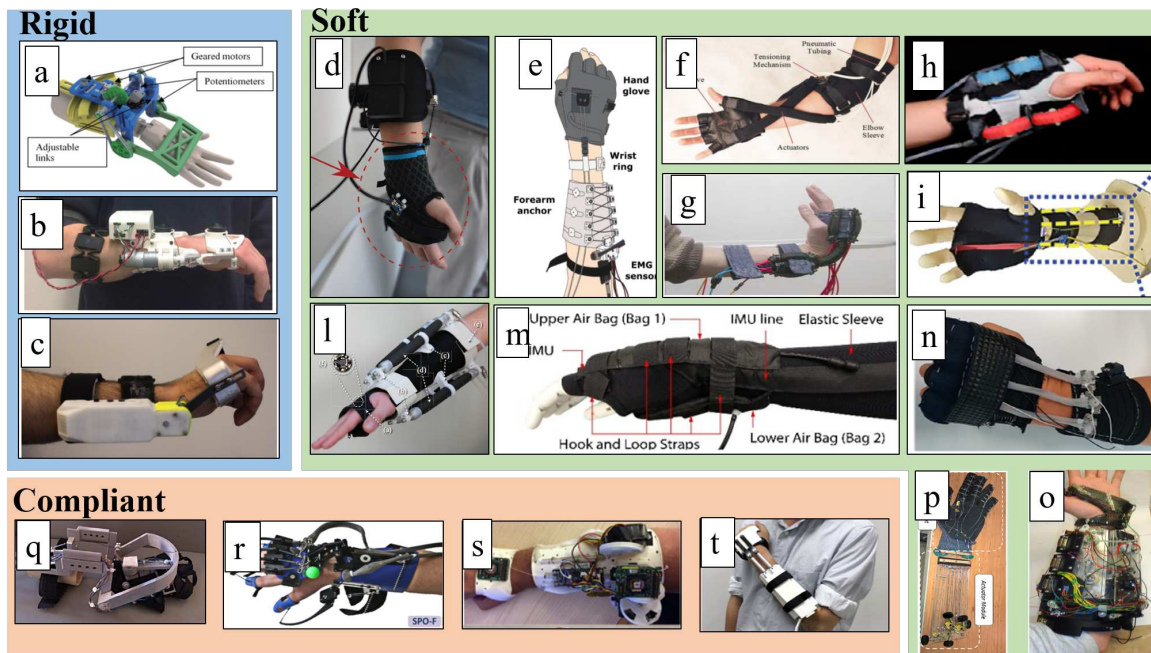 Rigid
a
Geared motors
Potentiometers
Adjustable
links
b
c
Soft
d
e
Hand
glove
Wrist
ring
Forearm
anchor
EMG
sensor
f
Pneumatic
Tubing
Tensioning
Mechanism
Elbow
Sleeve
Actuators
g
h
i
l
(a)
(b)
(c)
(d)
(e)
m
Upper Air Bag (Bag 1)
IMU line
Elastic Sleeve
IMU
Hook and Loop Straps
Lower Air Bag (Bag 2)
n
Compliant
q
r
SPO-F
s
t
p
Actuator Module
o